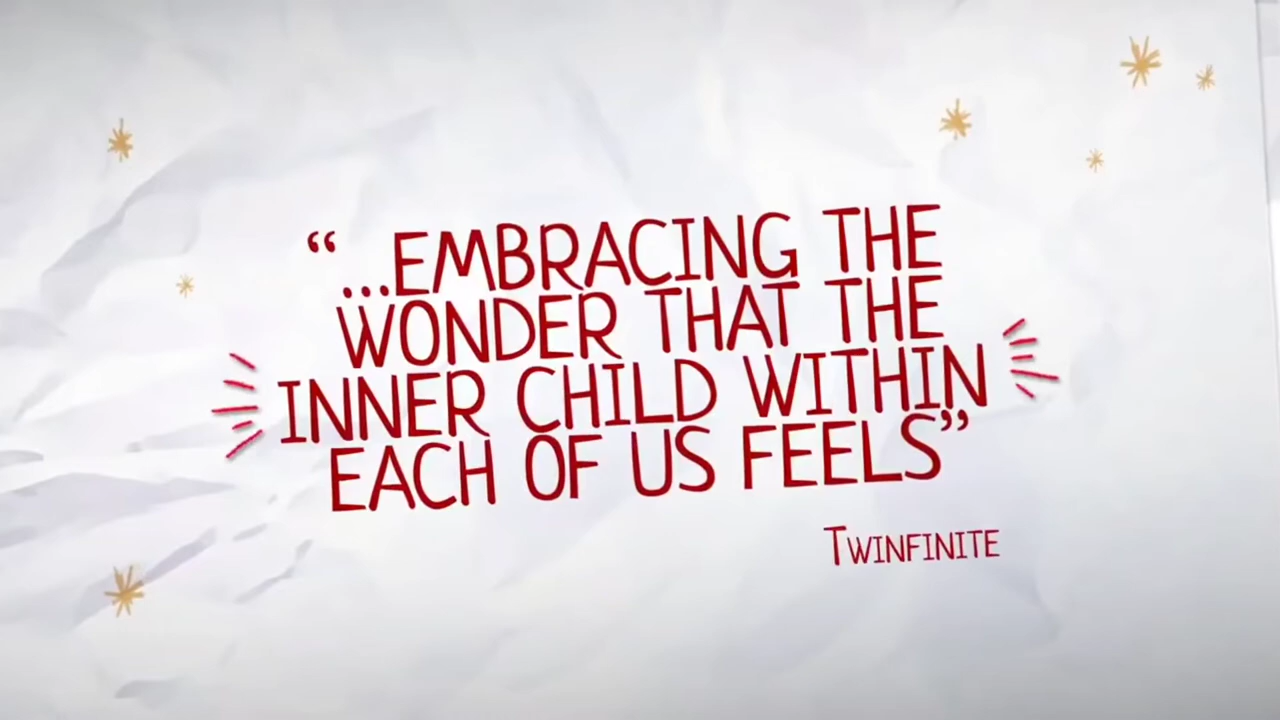 “ ...EMBRACING THE
WONDER THAT THE
INNER CHILD WITHIN
EACH OF US FEELS”
TWINFINITE